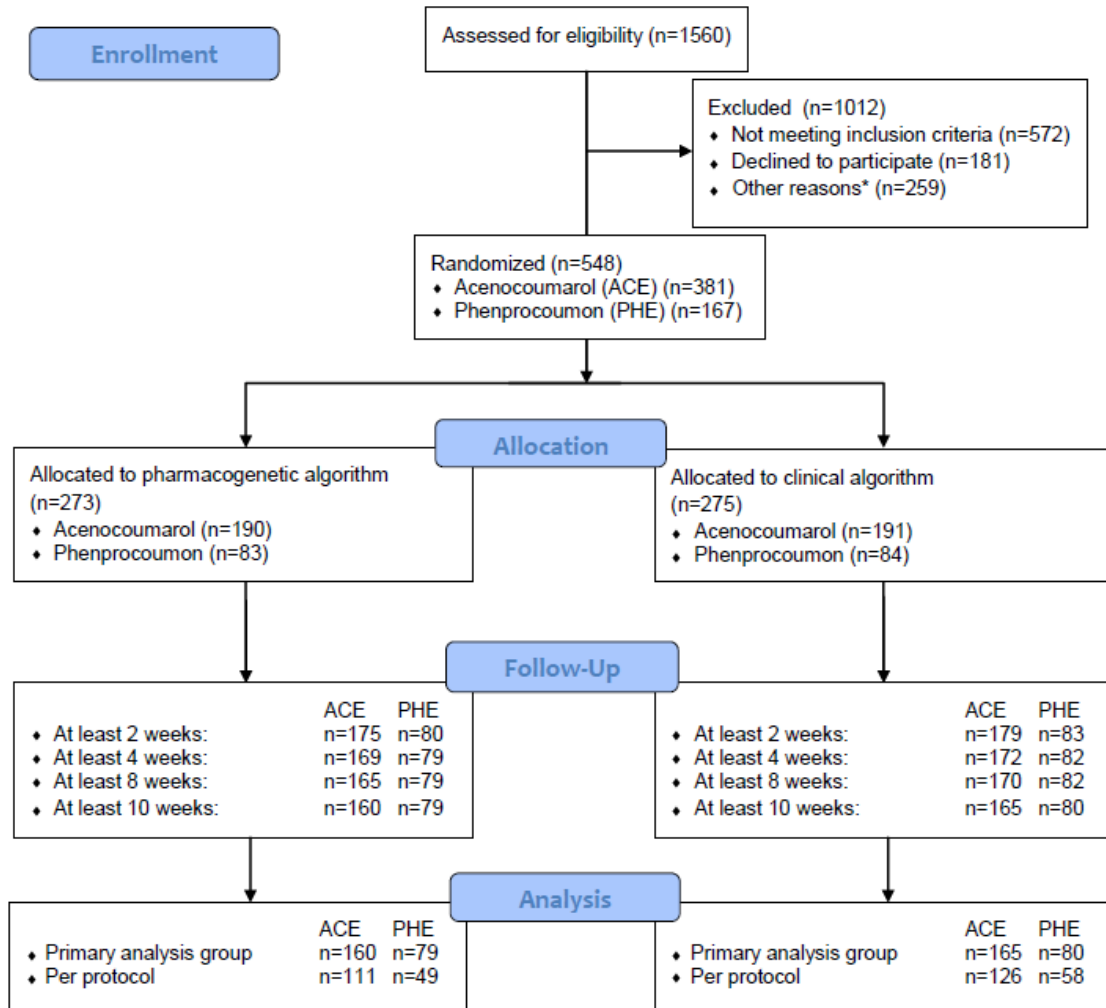 Enrollment
Assessed for eligibility (n=1560)
Excluded (n=1012)
♦ Not meeting inclusion criteria (n=572)
♦ Declined to participate (n=181)
♦ Other reasons* (n=259)
Randomized (n=548)
♦ Acenocoumarol (ACE) (n=381)
♦ Phenprocoumon (PHE) (n=167)
Allocation
Allocated to pharmacogenetic algorithm
(n=273)
♦ Acenocoumarol (n=190)
♦ Phenprocoumon (n=83)
Allocated to clinical algorithm
(n=275)
♦ Acenocoumarol (n=191)
♦ Phenprocoumon (n=84)
Follow-Up
ACE PHE
♦ At least 2 weeks: n=175 n=80
♦ At least 4 weeks: n=169 n=79
♦ At least 8 weeks: n=165 n=79
♦ At least 10 weeks: n=160 n=79
ACE PHE
♦ At least 2 weeks: n=179 n=83
♦ At least 4 weeks: n=172 n=82
♦ At least 8 weeks: n=170 n=82
♦ At least 10 weeks: n=165 n=80
Analysis
ACE PHE
♦ Primary analysis group n=160 n=79
♦ Per protocol n=111 n=49
ACE PHE
♦ Primary analysis group n=165 n=80
♦ Per protocol n=126 n=58